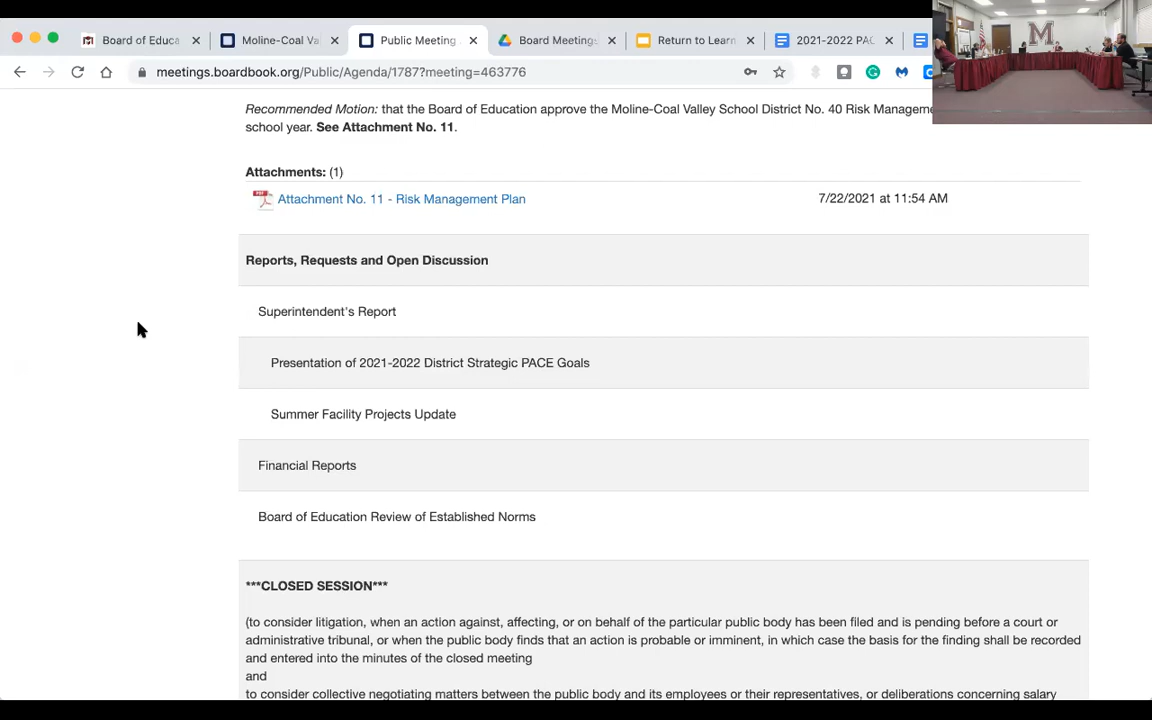 Board of Educa
Moline-Coal Va
Public Meeting
Board Meeting
Return to Learn
2021-2022 PAC
meetings.boardbook.org/Public/Agenda/1787?meeting=463776
M
Recommended Motion: that the Board of Education approve the Moline-Coal Valley School District No. 40 Risk Manageme
school year. See Attachment No. 11.
Attachments: (1)
Attachment No. 11 - Risk Management Plan
7/22/2021 at 11:54 AM
Reports, Requests and Open Discussion
Superintendent's Report
Presentation of 2021-2022 District Strategic PACE Goals
Summer Facility Projects Update
Financial Reports
Board of Education Review of Established Norms
***CLOSED SESSION***
(to consider litigation, when an action against, affecting, or on behalf of the particular public body has been filed and is pending before a court or
administrative tribunal, or when the public body finds that an action is probable or imminent, in which case the basis for the finding shall be recorded
and entered into the minutes of the closed meeting
and
to consider collective negotiating matters between the public body and its employees or their representatives, or deliberations concerning salary